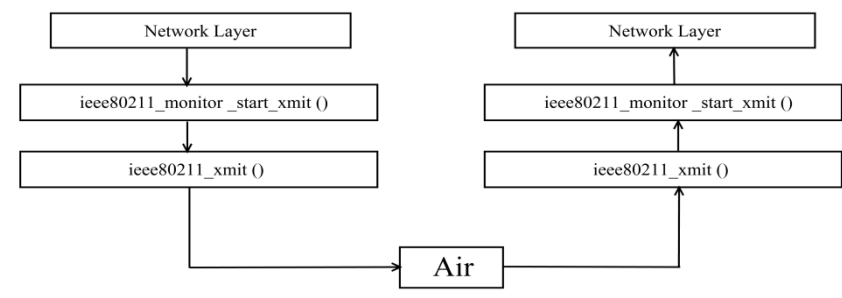 Network Layer
ieee80211_monitor _start_xmit ()
ieee80211_xmit ()
Network Layer
ieee80211_monitor _start_xmit ()
ieee80211_xmit ()
Air